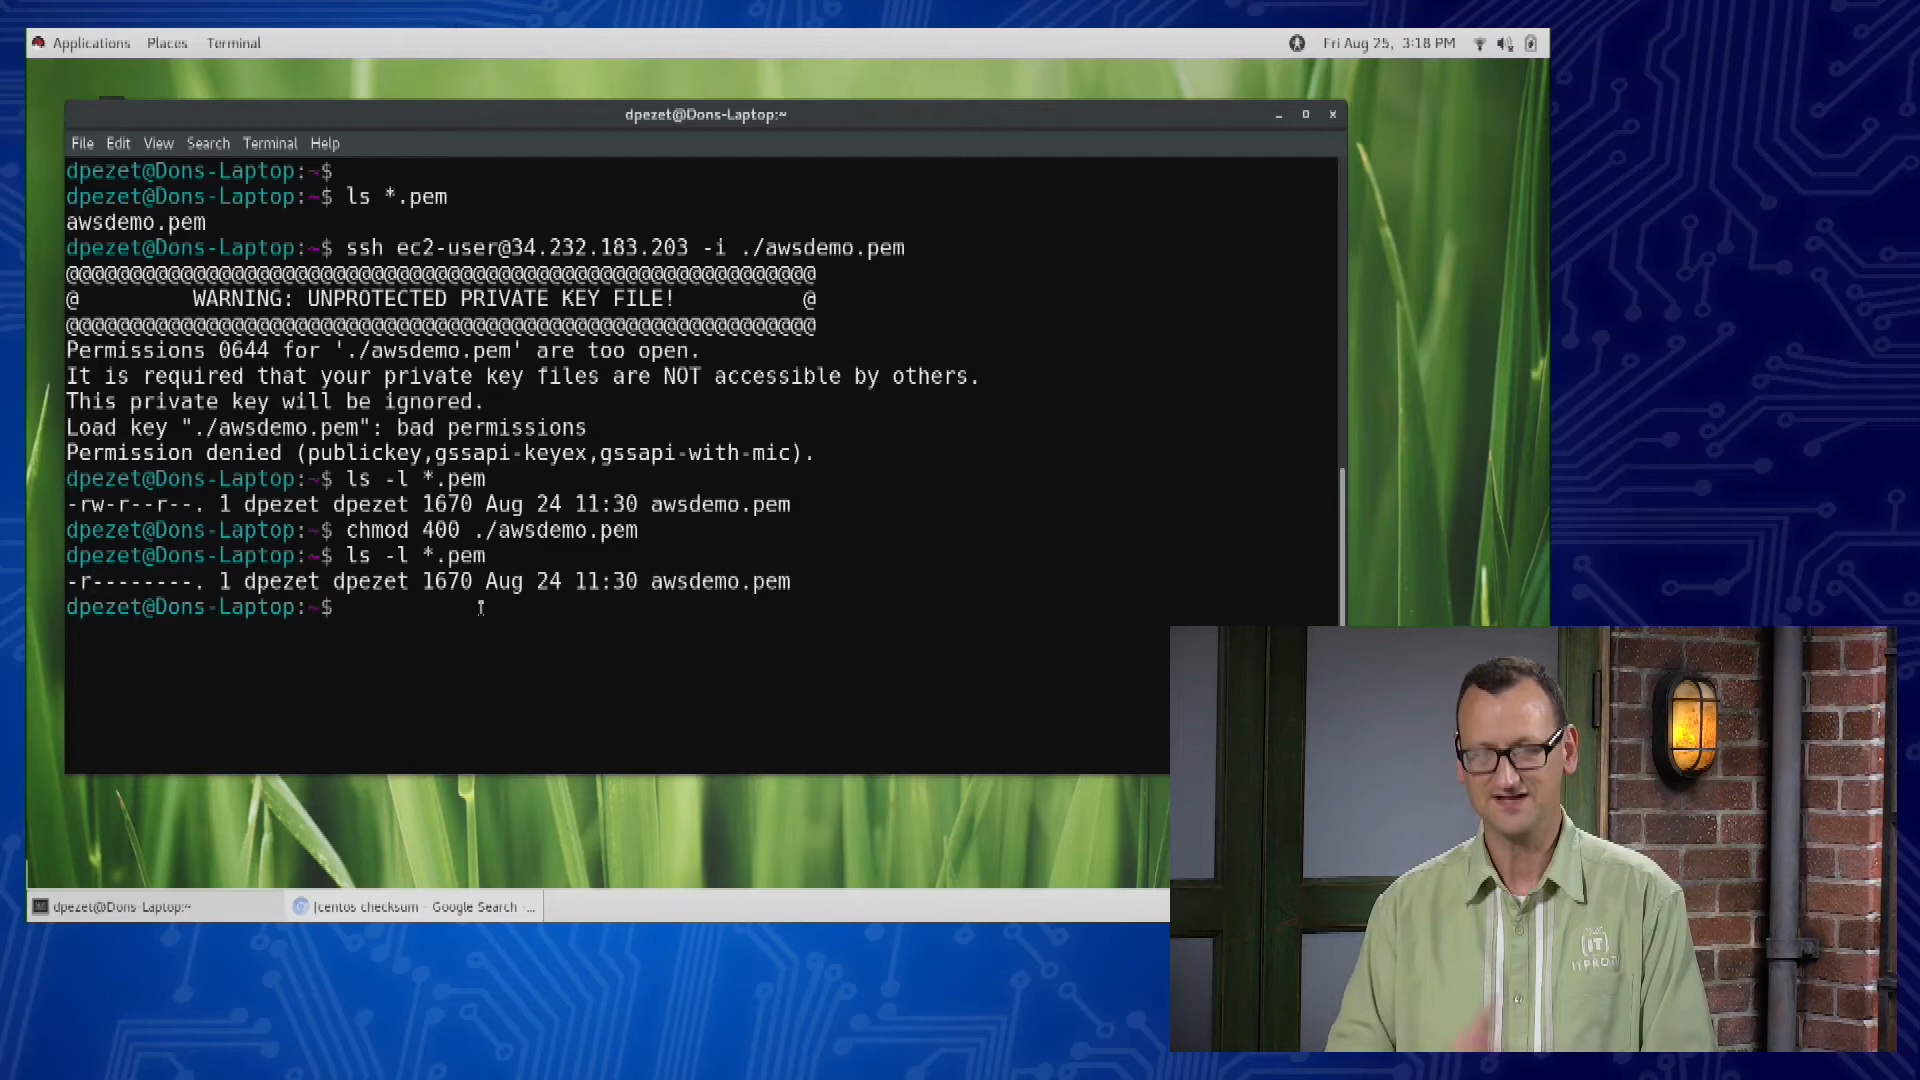 Applications Places Terminal
Fri Aug 25, 3:18 PM
dpezet@Dons-Laptop:~
File Edit View Search Terminal Help
dpezet@Dons-Laptop:~$
dpezet@Dons-Laptop:~$ ls *.pem
awsdemo.pem
dpezet@Dons-Laptop:~$ ssh ec2-user@34.232.183.203 -i ./awsdemo.pem
@@@@@@@@@@@@@@@@@@@@@@@@@@@@@@@@@@@@@@@@@@@@@@@@@@@@@@@@@@@
@         WARNING: UNPROTECTED PRIVATE KEY FILE!          @
@@@@@@@@@@@@@@@@@@@@@@@@@@@@@@@@@@@@@@@@@@@@@@@@@@@@@@@@@@@
Permissions 0644 for './awsdemo.pem' are too open.
It is required that your private key files are NOT accessible by others.
This private key will be ignored.
Load key "./awsdemo.pem": bad permissions
Permission denied (publickey,gssapi-keyex,gssapi-with-mic).
dpezet@Dons-Laptop:~$ ls -l *.pem
-rw-r--r--. 1 dpezet dpezet 1670 Aug 24 11:30 awsdemo.pem
dpezet@Dons-Laptop:~$ chmod 400 ./awsdemo.pem
dpezet@Dons-Laptop:~$ ls -l *.pem
-r--------. 1 dpezet dpezet 1670 Aug 24 11:30 awsdemo.pem
dpezet@Dons-Laptop:~$
dpezet@Dons-Laptop:~
[centos checksum - Google Search -...
IT
ITPROT